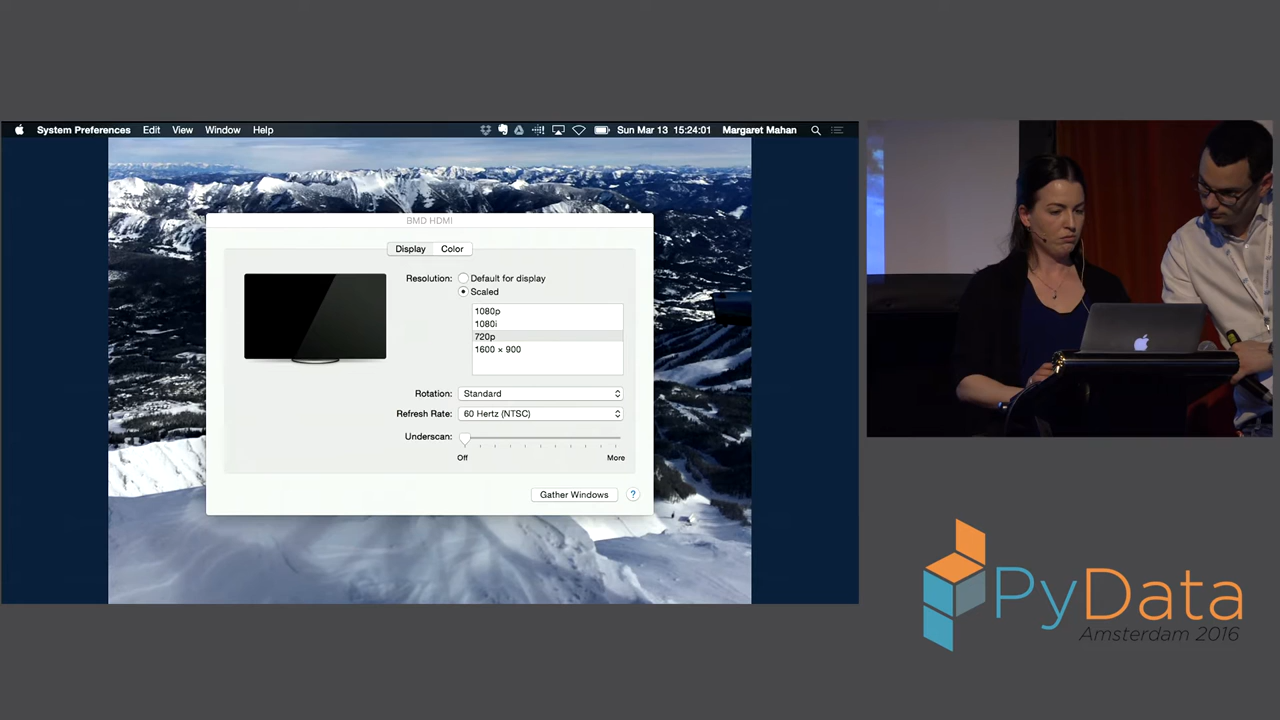 System Preferences Edit View Window Help Sun Mar 13 15:24:01 Margaret Mahan
BMD HDMI
Display Color
Resolution: Default for display
Scaled
1080p
1080i
720p
1600 × 900
Rotation: Standard
Refresh Rate: 60 Hertz (NTSC)
Underscan:
Off More
Gather Windows ?
PyData
Amsterdam 2016